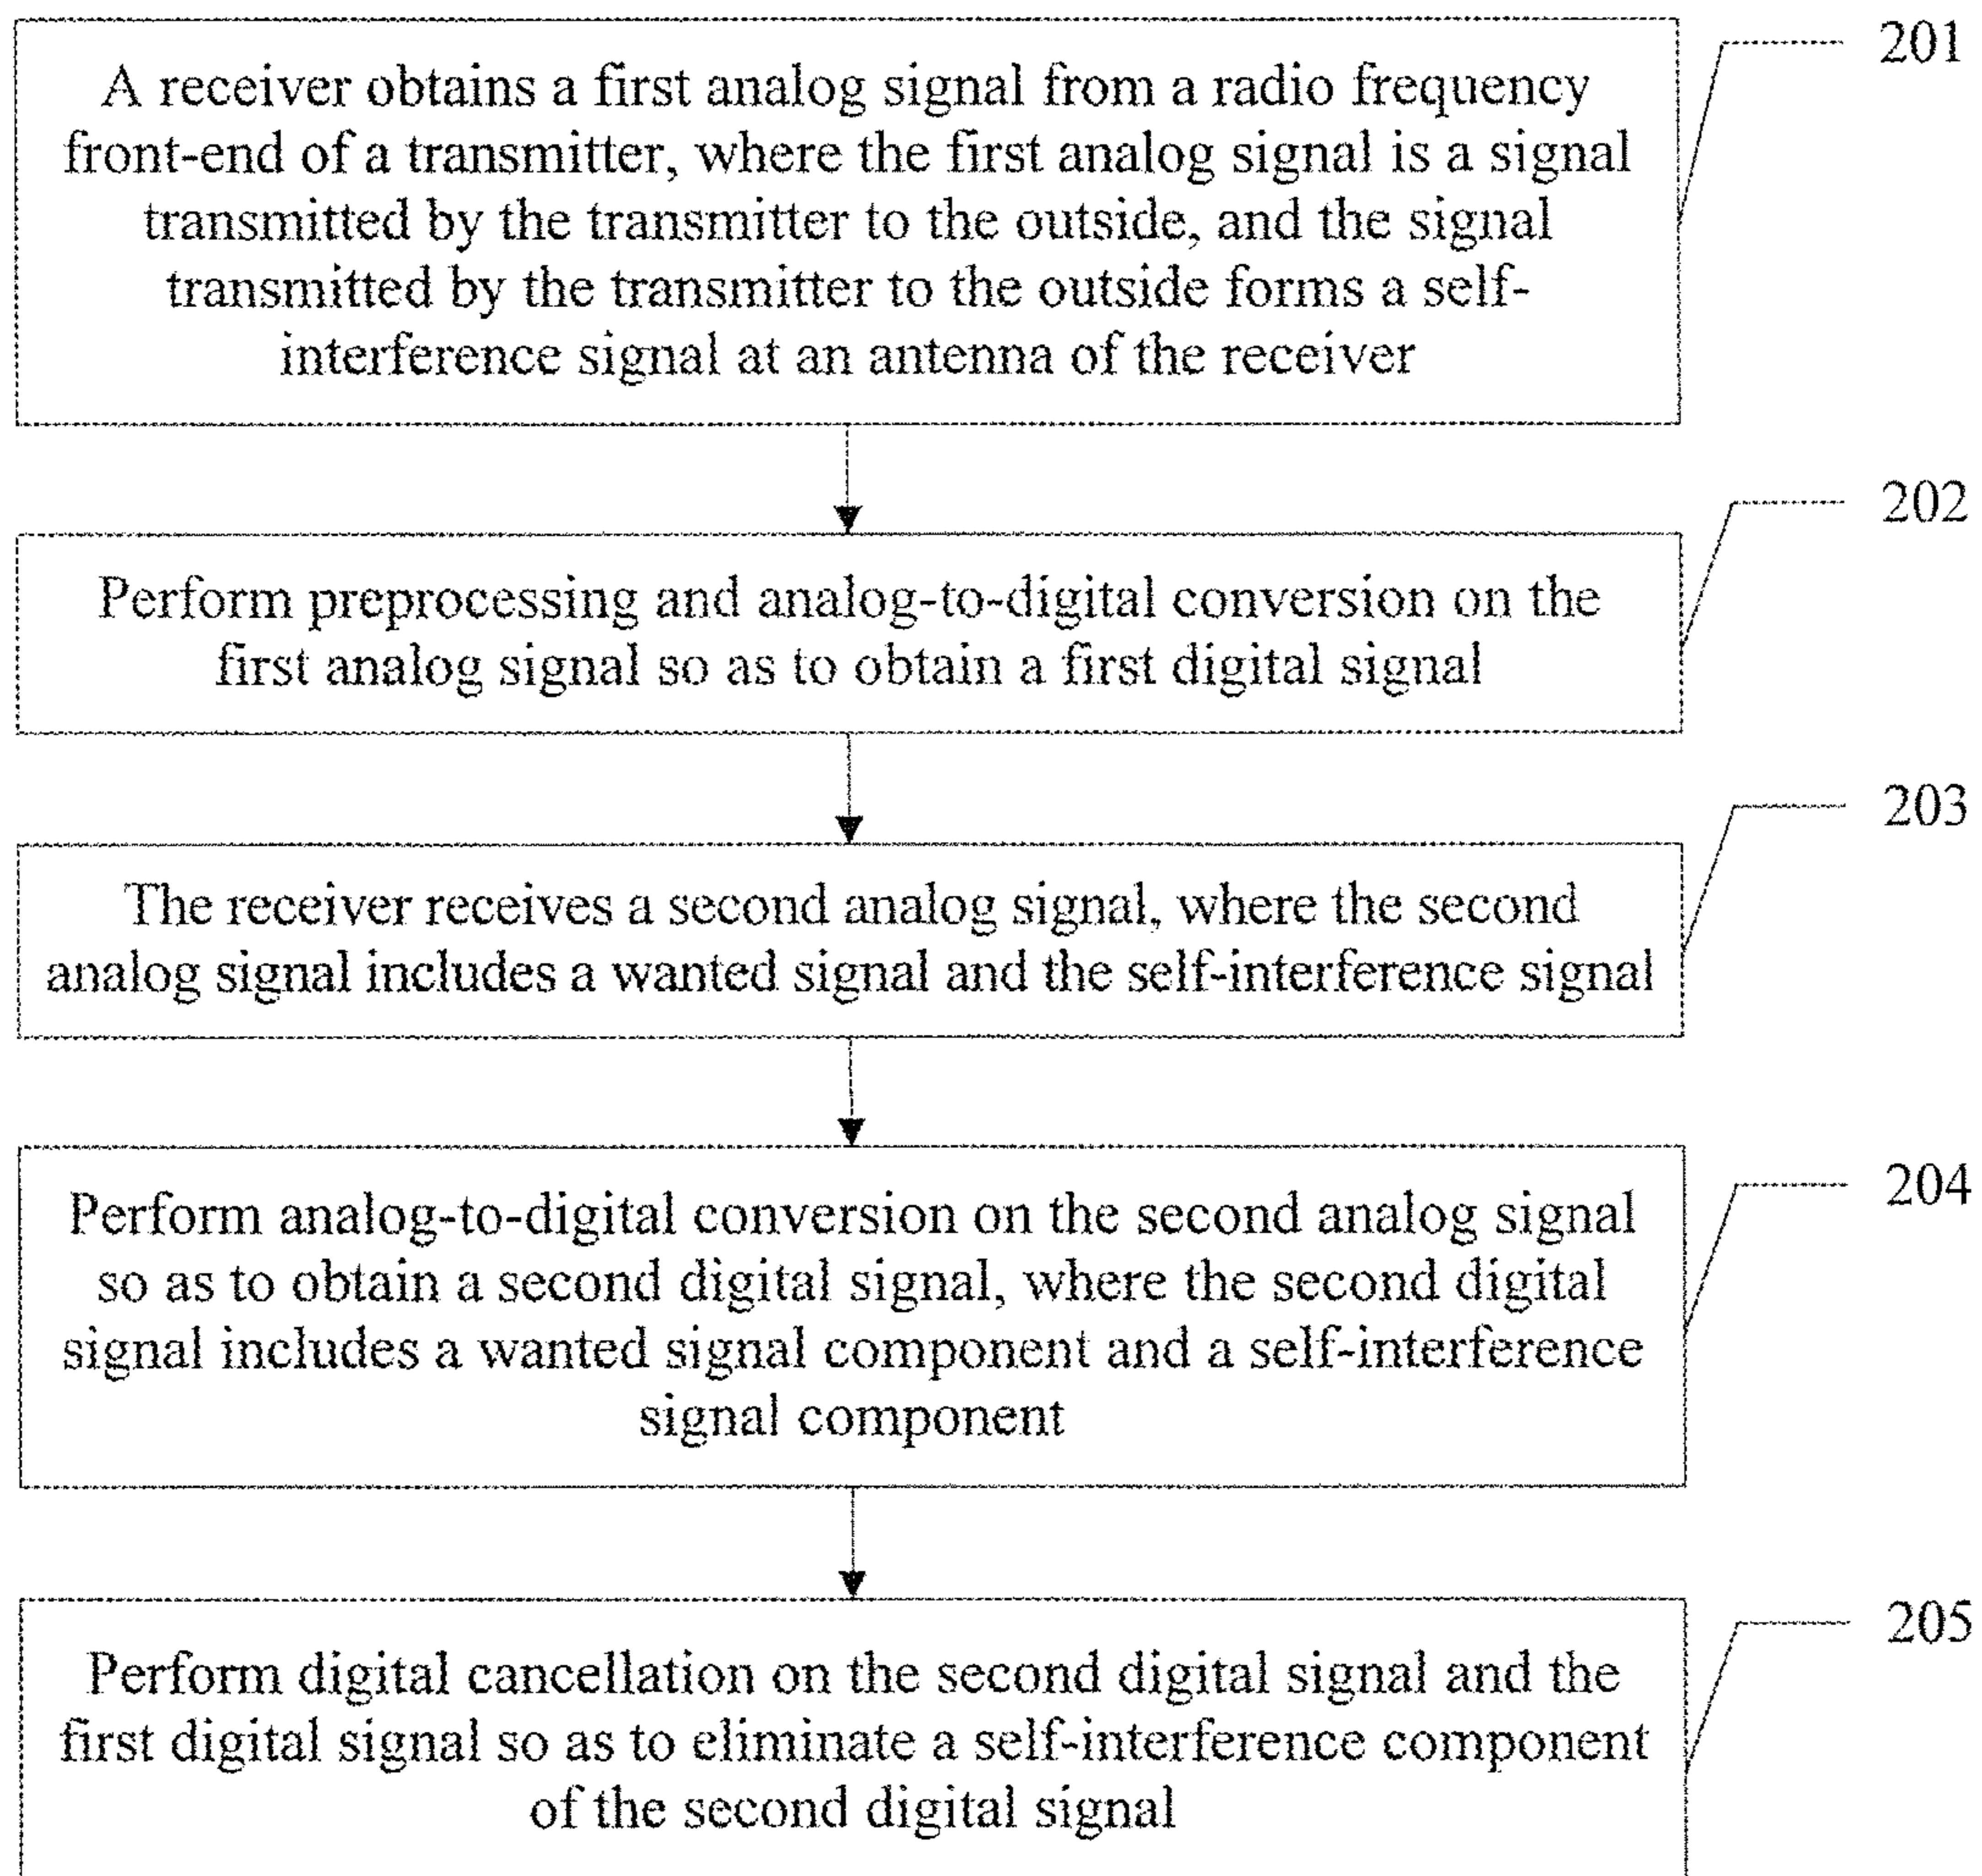 201
A receiver obtains a first analog signal from a radio frequency
front-end of a transmitter, where the first analog signal is a signal
transmitted by the transmitter to the outside, and the signal
transmitted by the transmitter to the outside forms a self-
interference signal at an antenna of the receiver
202
Perform preprocessing and analog-to-digital conversion on the
first analog signal so as to obtain a first digital signal
203
The receiver receives a second analog signal, where the second
analog signal includes a wanted signal and the self-interference signal
204
Perform analog-to-digital conversion on the second analog signal
so as to obtain a second digital signal, where the second digital
signal includes a wanted signal component and a self-interference
signal component
205
Perform digital cancellation on the second digital signal and the
first digital signal so as to eliminate a self-interference component
of the second digital signal